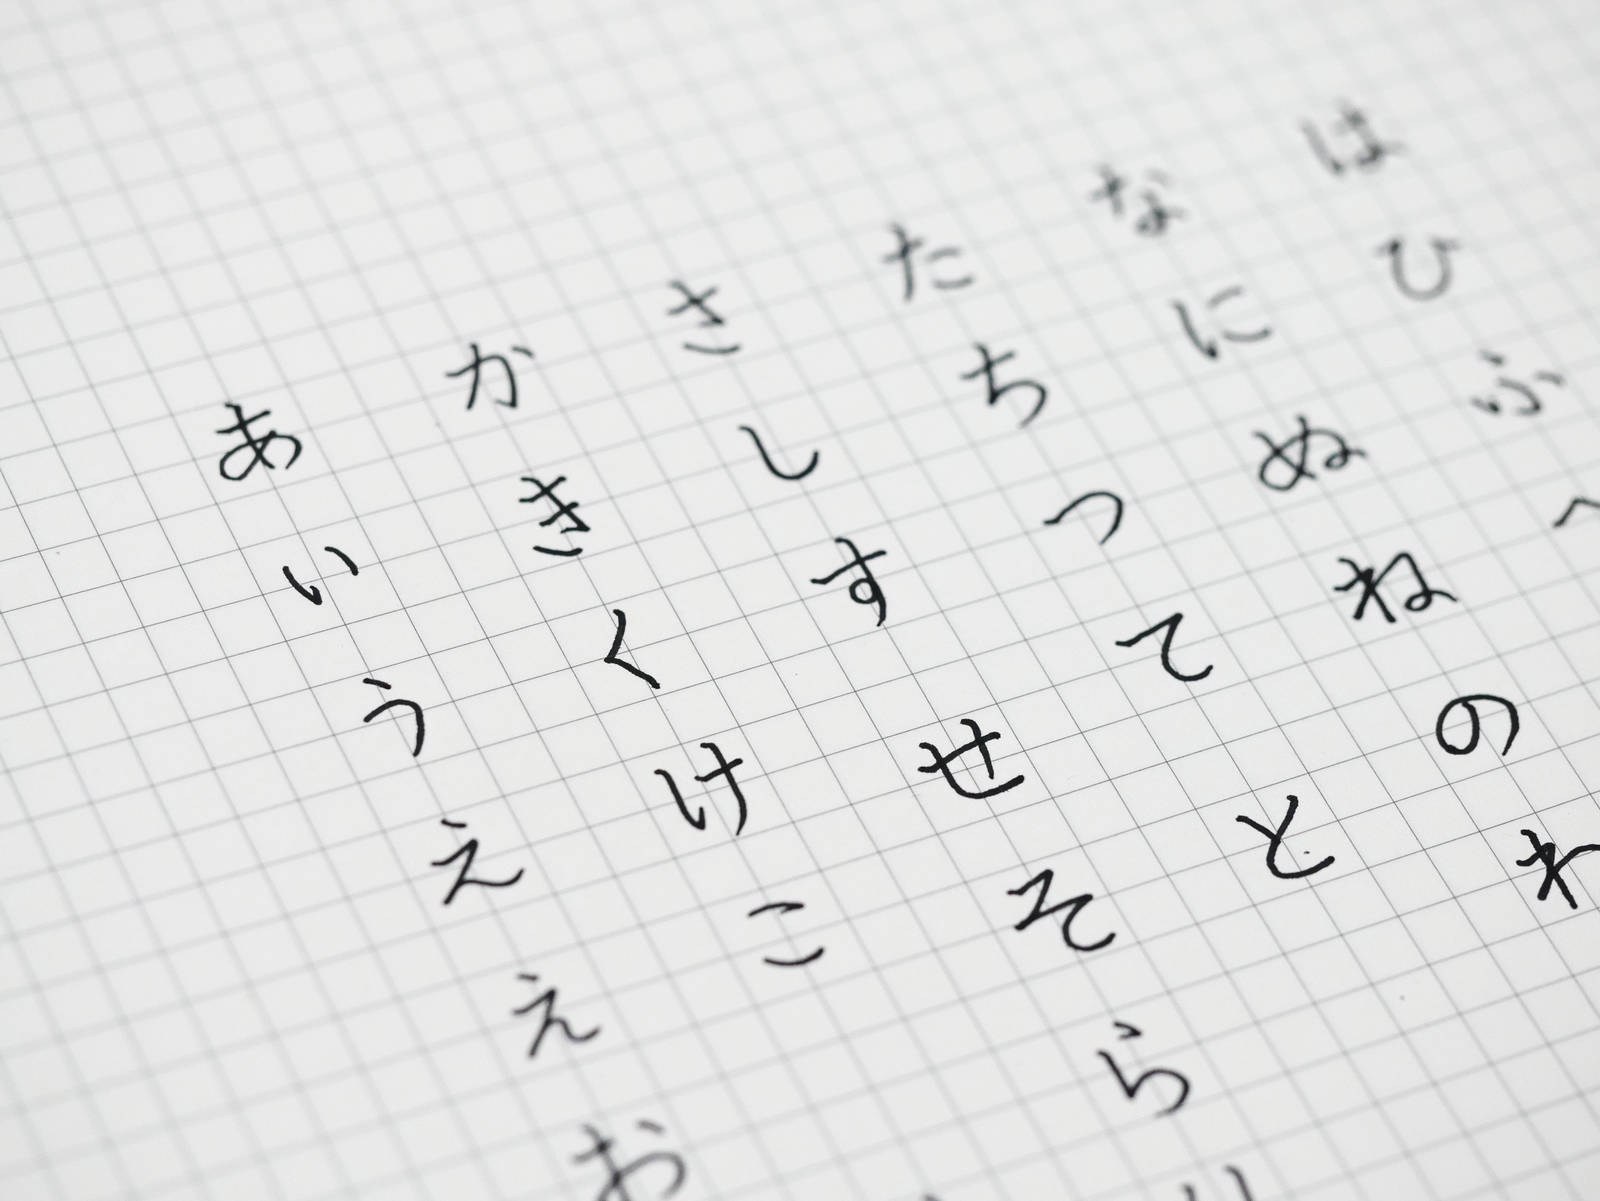 あいうええお
かきくけこ
さしすせそら
たちつてと
なにぬねの
はひふへ